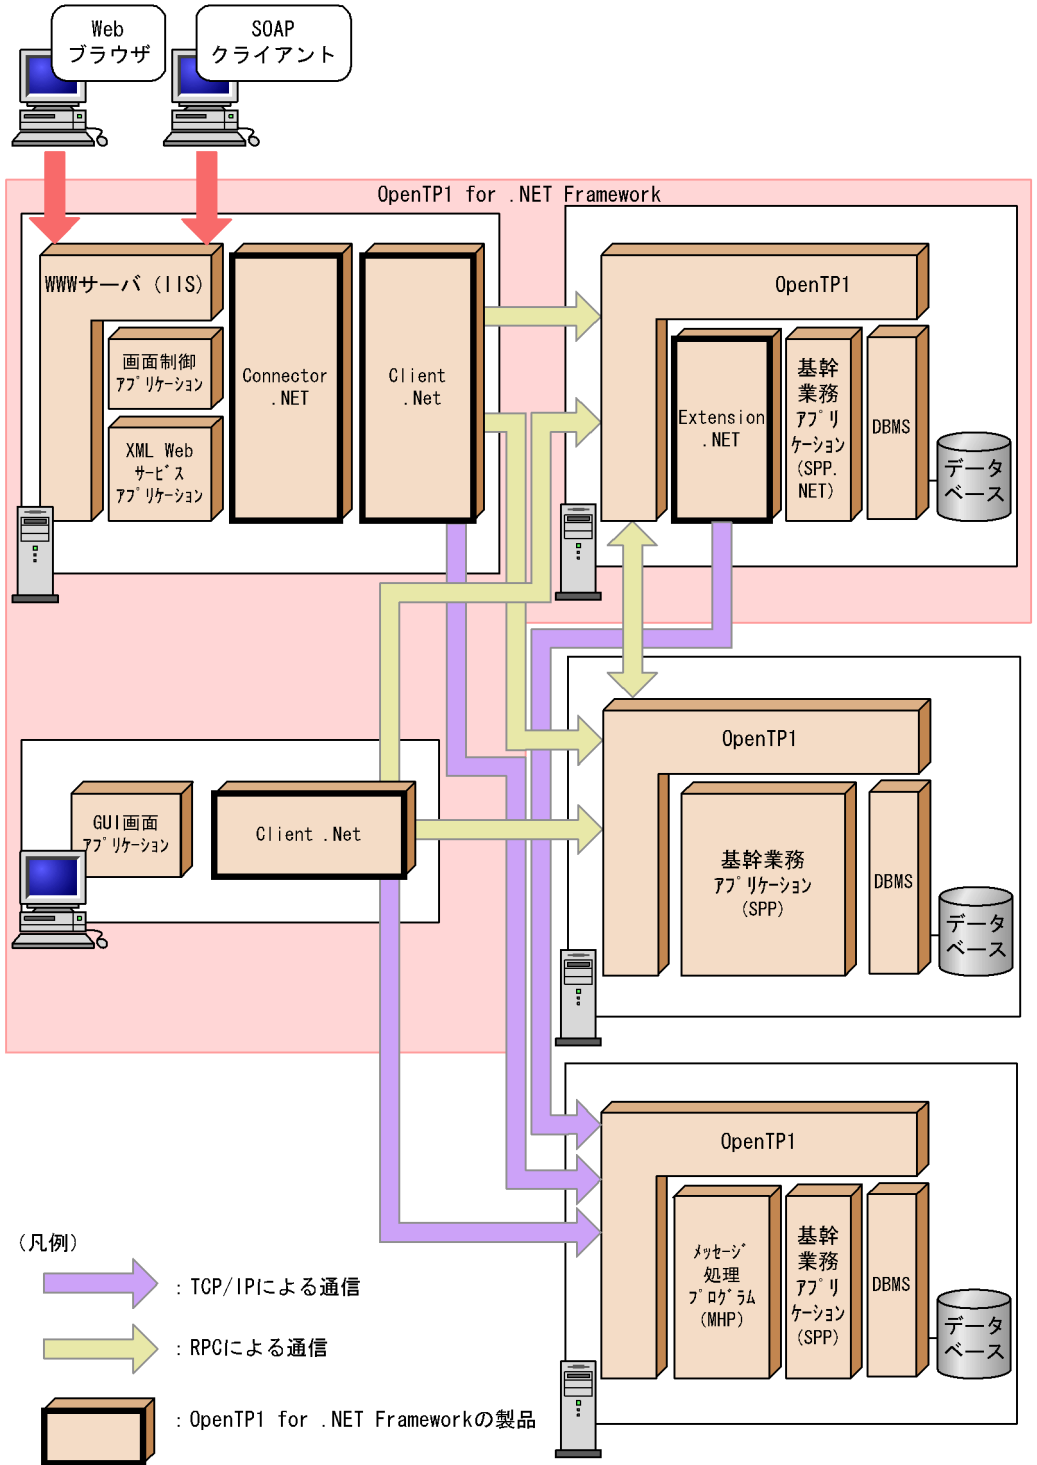 Web
ブラウザ
SOAP
クライアント
OpenTP1 for .NET Framework
WWWサーバ（IIS）
画面制御
アプリケーション
XML Web
サービス
アプリケーション
Connector
.NET
Client
.Net
OpenTP1
Extension
.NET
基幹
業務
アプリ
ケーション
(SPP.
NET)
DBMS
データ
ベース
GUI画面
アプリケーション
Client .Net
OpenTP1
基幹業務
アプリケーション
(SPP)
DBMS
データ
ベース
OpenTP1
メッセージ
処理
プログラム
(MHP)
基幹
業務
アプリ
ケーション
(SPP)
DBMS
データ
ベース
（凡例）
：TCP/IPによる通信
：RPCによる通信
：OpenTP1 for .NET Frameworkの製品